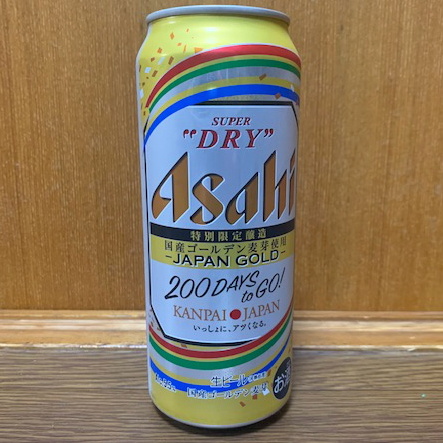 SUPER
"DRY"
Asahi
特別限定醸造
国産ゴールデン麦芽使用
-JAPAN GOLD-
200 DAYS
to GO!
KANPAI JAPAN
いっしょに、アツくなる。
生ビール
国産ゴールデン麦芽
お酒